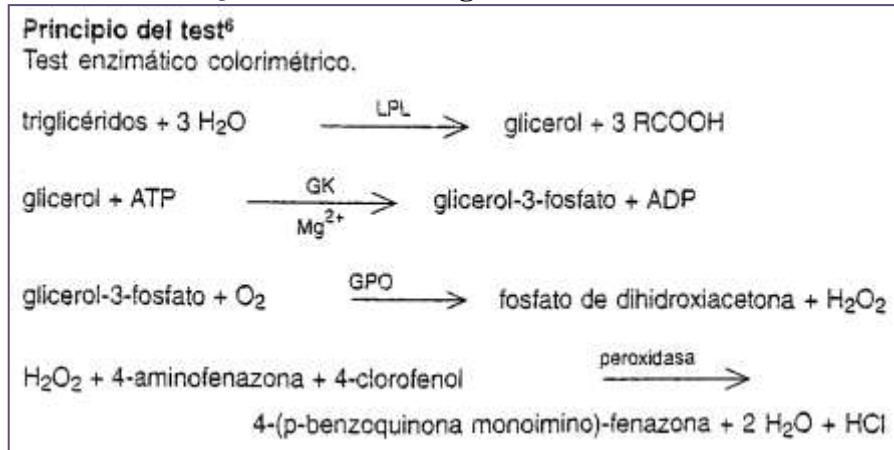 Principio del test⁶
Test enzimático colorimétrico.
LPL
triglicéridos + 3 H₂O → glicerol + 3 RCOOH
GK
glicerol + ATP → glicerol-3-fosfato + ADP
Mg²⁺
GPO
glicerol-3-fosfato + O₂ → fosfato de dihidroxiacetona + H₂O₂
peroxidasa
H₂O₂ + 4-aminofenazona + 4-clorofenol →
4-(p-benzoquinona monoimino)-fenazona + 2 H₂O + HCl